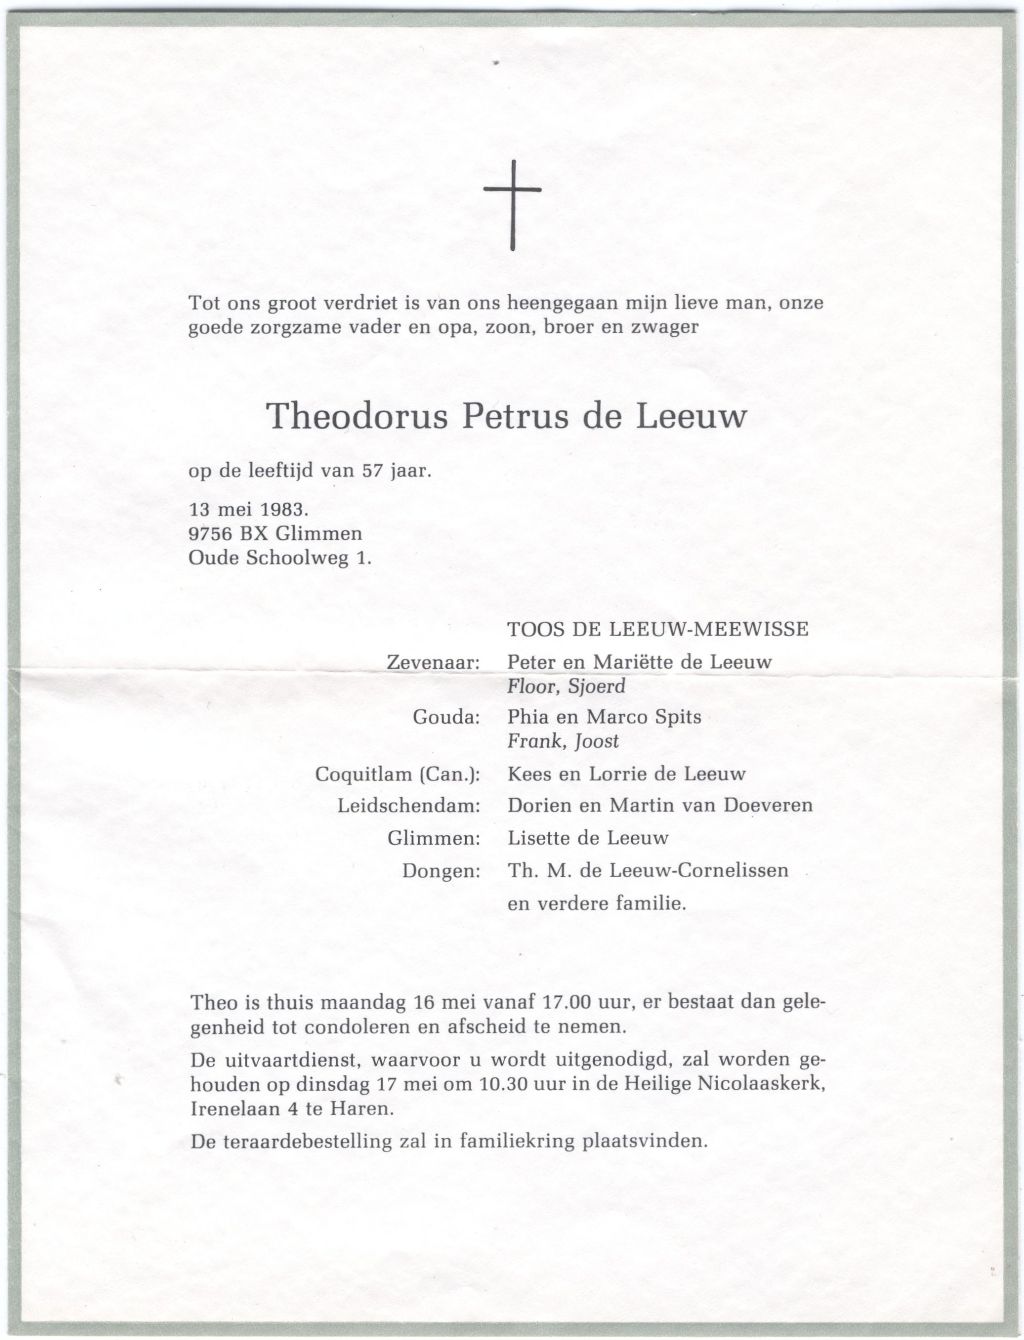 Tot ons groot verdriet is van ons heengegaan mijn lieve man, onze
goede zorgzame vader en opa, zoon, broer en zwager
Theodorus Petrus de Leeuw
op de leeftijd van 57 jaar.
13 mei 1983.
9756 BX Glimmen
Oude Schoolweg 1.
TOOS DE LEEUW-MEEWISSE
Zevenaar: Peter en Mariëtte de Leeuw
Floor, Sjoerd
Gouda: Phia en Marco Spits
Frank, Joost
Coquitlam (Can.): Kees en Lorrie de Leeuw
Leidschendam: Dorien en Martin van Doeveren
Glimmen: Lisette de Leeuw
Dongen: Th. M. de Leeuw-Cornelissen
en verdere familie.
Theo is thuis maandag 16 mei vanaf 17.00 uur, er bestaat dan gele-
genheid tot condoleren en afscheid te nemen.
De uitvaartdienst, waarvoor u wordt uitgenodigd, zal worden ge-
houden op dinsdag 17 mei om 10.30 uur in de Heilige Nicolaaskerk,
Irenelaan 4 te Haren.
De teraardebestelling zal in familiekring plaatsvinden.